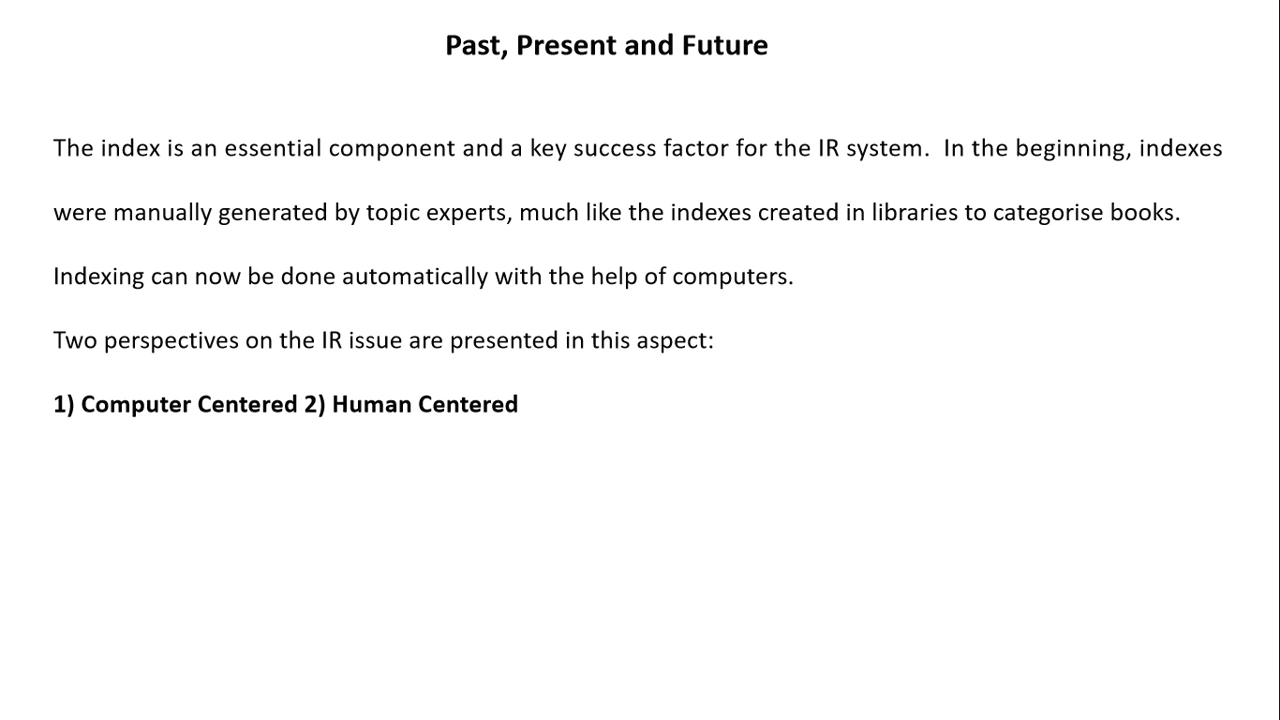 Past, Present and Future
The index is an essential component and a key success factor for the IR system.  In the beginning, indexes
were manually generated by topic experts, much like the indexes created in libraries to categorise books.
Indexing can now be done automatically with the help of computers.
Two perspectives on the IR issue are presented in this aspect:
1) Computer Centered 2) Human Centered